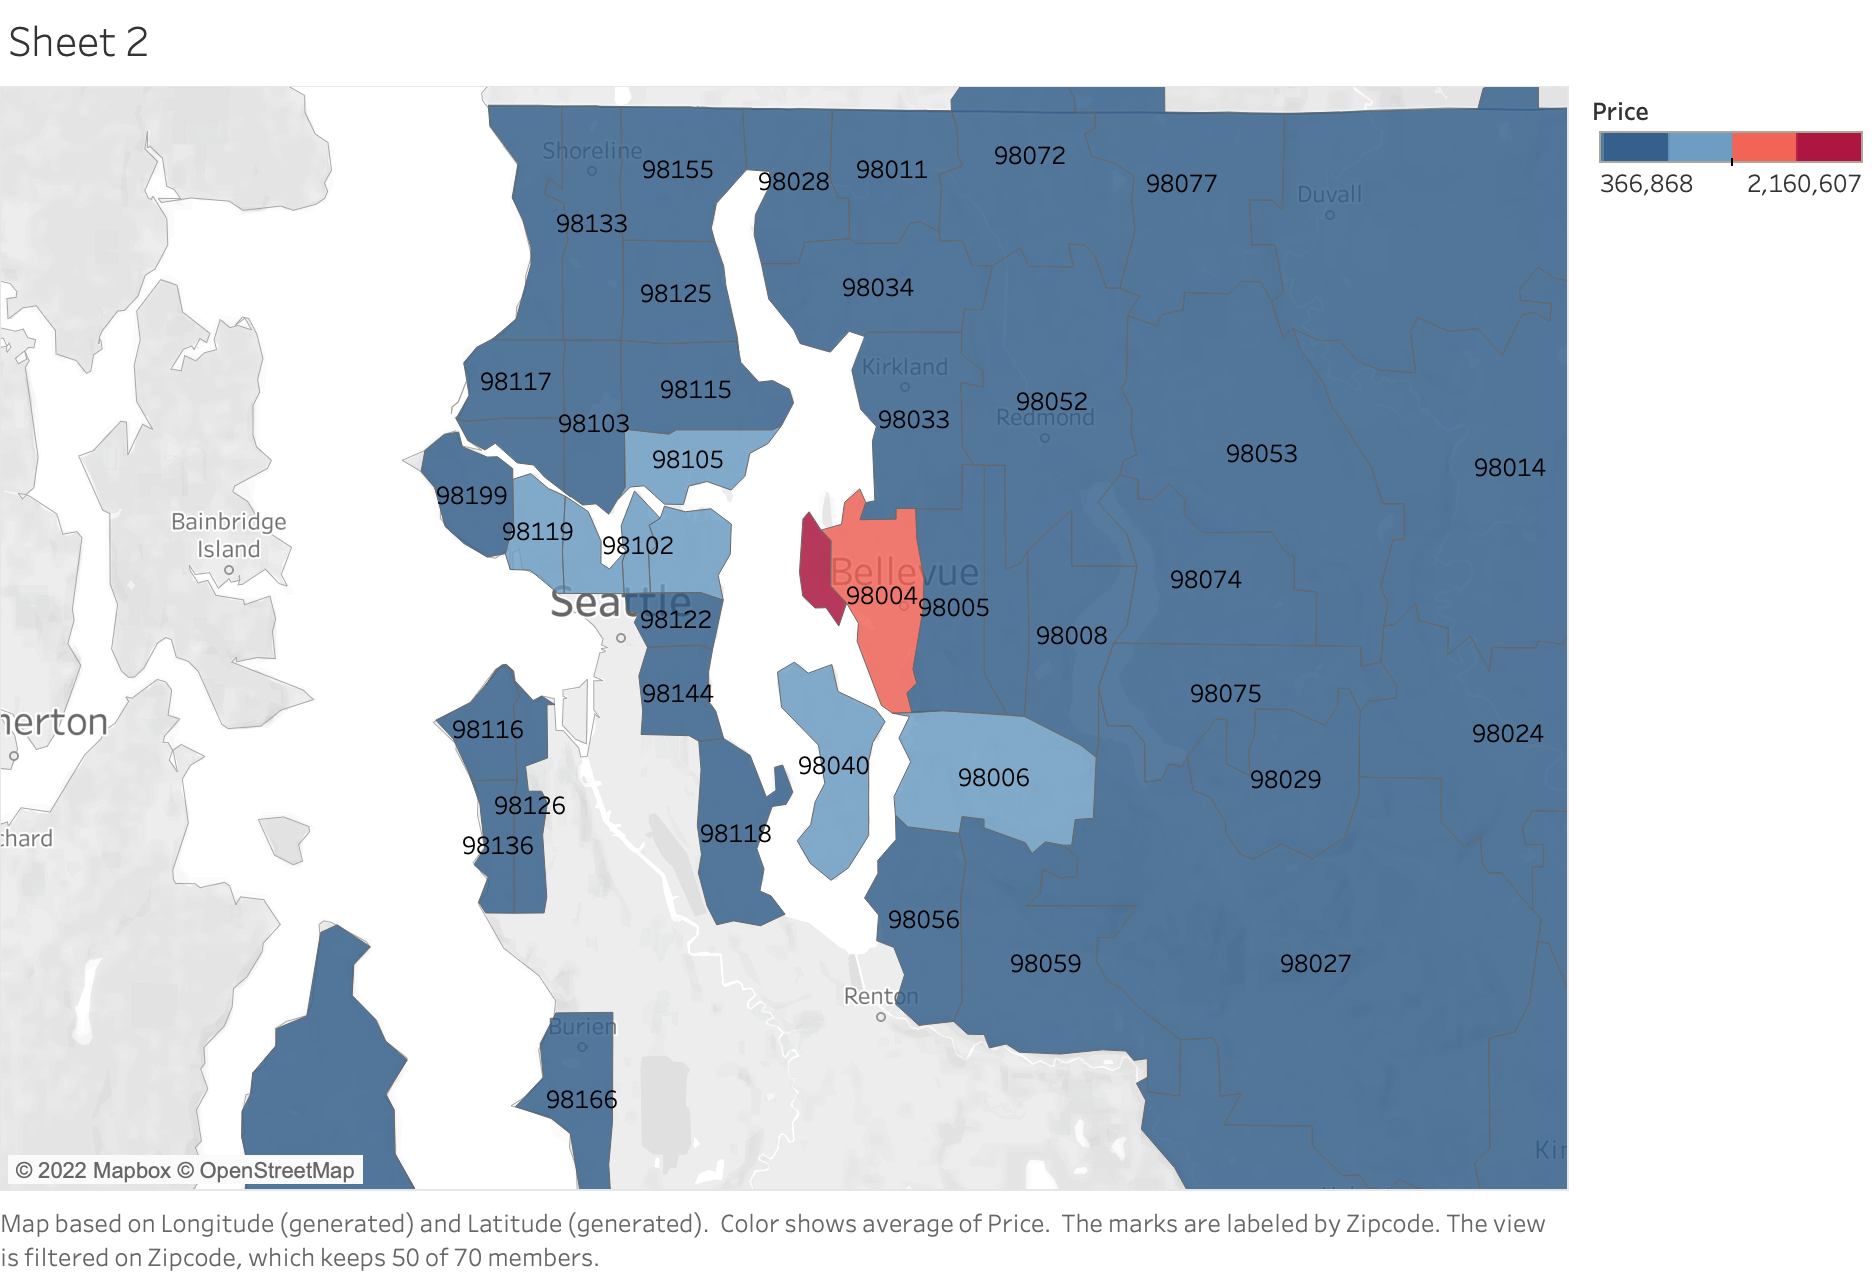 Sheet 2
Price
366,868
2,160,607
Shoreline
98155
98028
98011
98072
98077
Duvall
98133
98125
98034
98117
98115
Kirkland
98103
98033
98052
Redmond
98053
98014
98105
98199
98119
98102
Bainbridge
Island
Bellevue
98004
98005
98074
98008
Seattle
98122
98144
98075
98116
98024
98040
98006
98029
98126
98136
98118
98056
98059
98027
Renton
Burien
98166
© 2022 Mapbox © OpenStreetMap
Map based on Longitude (generated) and Latitude (generated).  Color shows average of Price.  The marks are labeled by Zipcode. The view
is filtered on Zipcode, which keeps 50 of 70 members.